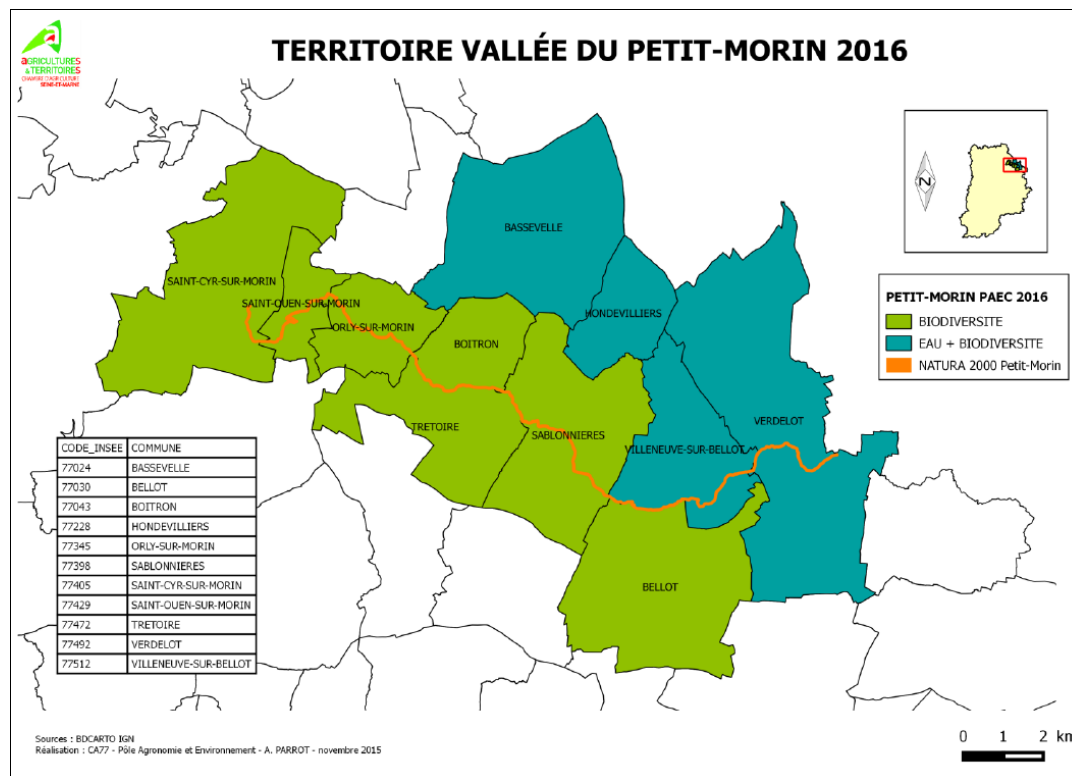 AGRICULTURES
& TERRITOIRES
CHAMBRE D'AGRICULTURE
SEINE-ET-MARNE
TERRITOIRE VALLÉE DU PETIT-MORIN 2016
N
BASSEVELLE
SAINT-CYR-SUR-MORIN
SAINT-OUEN-SUR-MORIN
HONDEVILLIERS
ORLY-SUR-MORIN
BOITRON
VERDELOT
TRETOIRE
SABLONNIERES
VILLENEUVE-SUR-BELLOT
BELLOT
PETIT-MORIN PAEC 2016
BIODIVERSITE
EAU + BIODIVERSITE
NATURA 2000 Petit-Morin
CODE_INSEE COMMUNE
77024 BASSEVELLE
77030 BELLOT
77043 BOITRON
77228 HONDEVILLIERS
77345 ORLY-SUR-MORIN
77398 SABLONNIERES
77405 SAINT-CYR-SUR-MORIN
77429 SAINT-OUEN-SUR-MORIN
77472 TRETOIRE
77492 VERDELOT
77512 VILLENEUVE-SUR-BELLOT
Sources : BDCARTO IGN
Réalisation : CA77 - Pôle Agronomie et Environnement - A. PARROT - novembre 2015
0 1 2 km